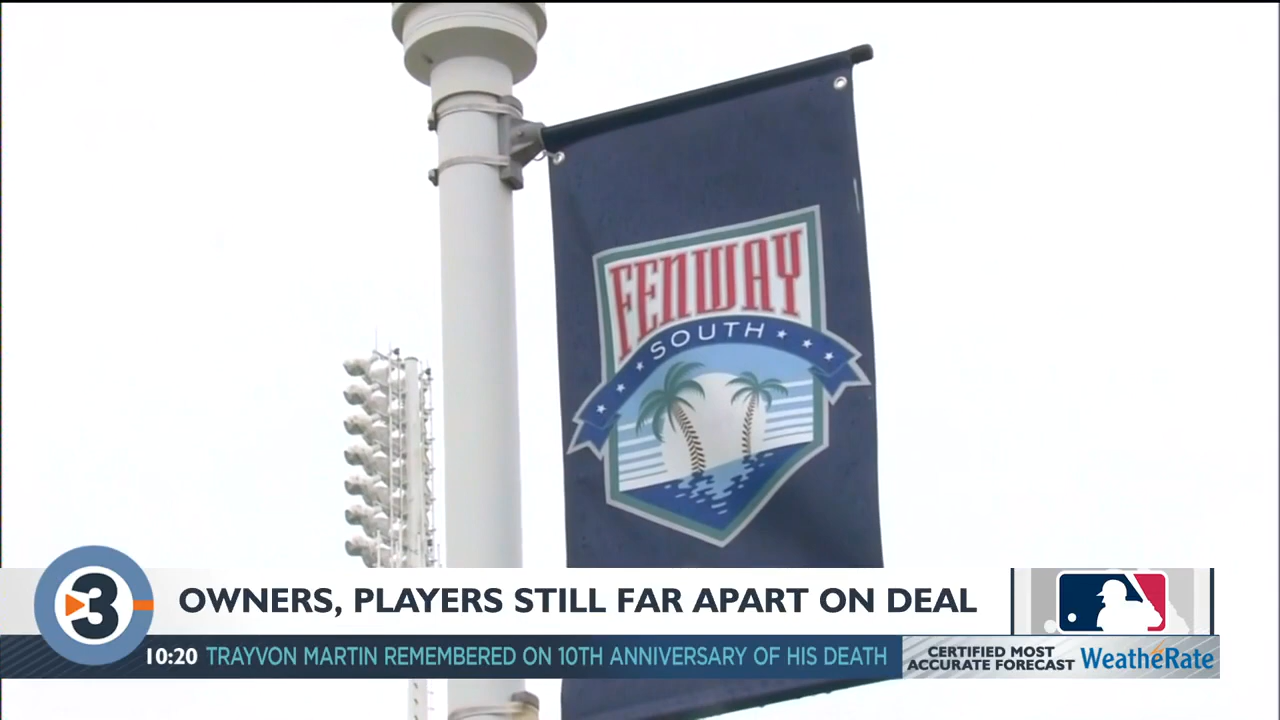 FENWAY
SOUTH
3
OWNERS, PLAYERS STILL FAR APART ON DEAL
10:20 TRAYVON MARTIN REMEMBERED ON 10TH ANNIVERSARY OF HIS DEATH
CERTIFIED MOST
ACCURATE FORECAST
WeatheRate